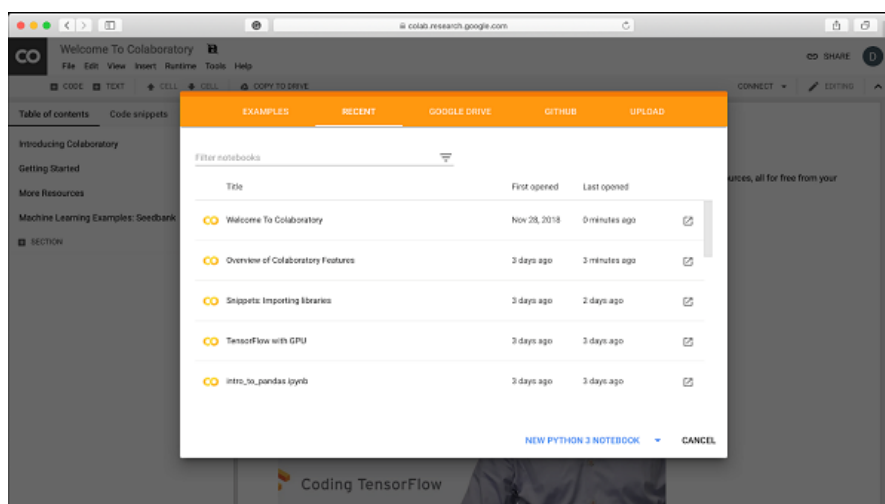 colab.research.google.com
CO Welcome To Colaboratory
File Edit View Insert Runtime Tools Help
SHARE D
CODE TEXT CELL CELL COPY TO DRIVE CONNECT EDITING
Table of contents Code snippets
Introducing Colaboratory
Getting Started
More Resources
Machine Learning Examples: Seedbank
SECTION
EXAMPLES RECENT GOOGLE DRIVE GITHUB UPLOAD
Filter notebooks
Title First opened Last opened
Welcome To Colaboratory Nov 28, 2018 0 minutes ago
Overview of Colaboratory Features 3 days ago 3 minutes ago
Snippets: Importing libraries 3 days ago 2 days ago
TensorFlow with GPU 3 days ago 3 days ago
intro_to_pandas.ipynb 3 days ago 3 days ago
NEW PYTHON 3 NOTEBOOK CANCEL
all for free from your
Coding TensorFlow